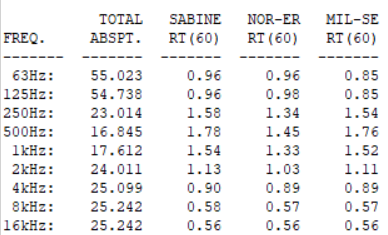 TOTAL SABINE NOR-ER MIL-SE
FREQ. ABSPT. RT(60) RT(60) RT(60)
------- ------- ------- ------- -------
63Hz: 55.023 0.96 0.96 0.85
125Hz: 54.738 0.96 0.98 0.85
250Hz: 23.014 1.58 1.34 1.54
500Hz: 16.845 1.78 1.45 1.76
1kHz: 17.612 1.54 1.33 1.52
2kHz: 24.011 1.13 1.03 1.11
4kHz: 25.099 0.90 0.89 0.89
8kHz: 25.242 0.58 0.57 0.57
16kHz: 25.242 0.56 0.56 0.56